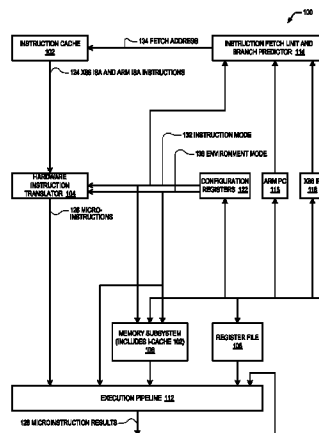 100
INSTRUCTION CACHE
102
134 FETCH ADDRESS
INSTRUCTION FETCH UNIT AND
BRANCH PREDICTOR 114
124 X86 ISA AND ARM ISA INSTRUCTIONS
132 INSTRUCTION MODE
136 ENVIRONMENT MODE
HARDWARE
INSTRUCTION
TRANSLATOR 104
CONFIGURATION
REGISTERS 122
ARM PC
116
X86 IP
118
126 MICRO-
INSTRUCTIONS
MEMORY SUBSYSTEM
(INCLUDES I-CACHE 102)
108
REGISTER FILE
106
EXECUTION PIPELINE 112
128 MICROINSTRUCTION RESULTS